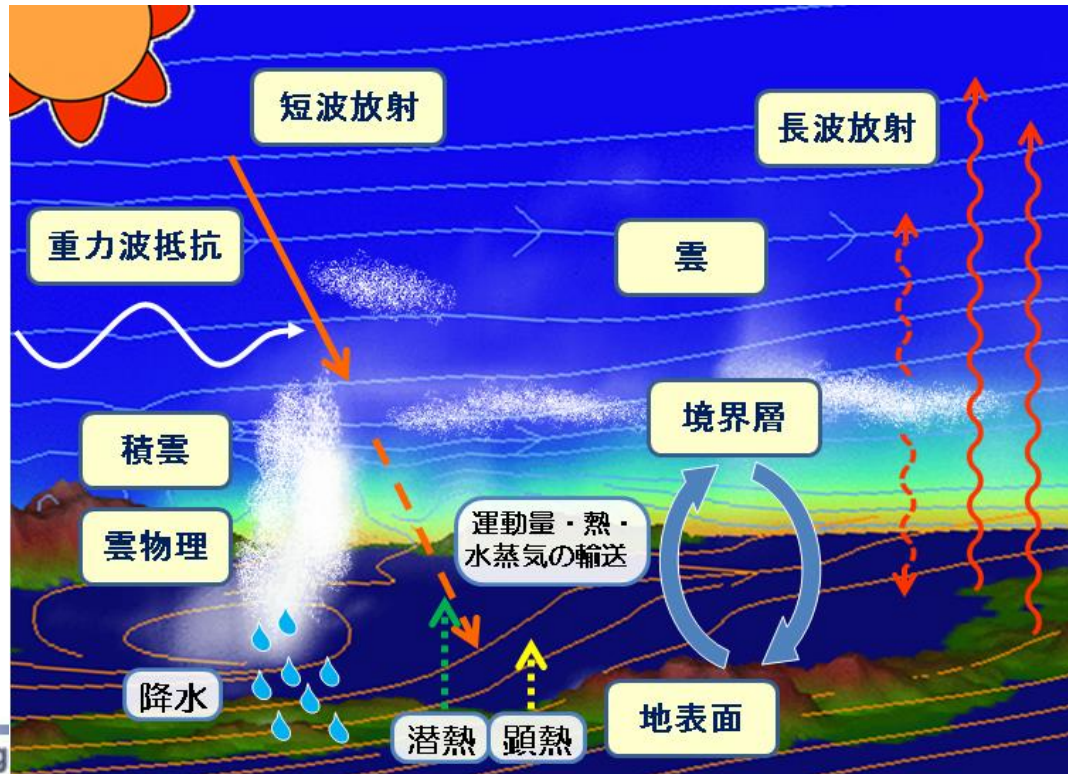 短波放射
長波放射
重力波抵抗
雲
積雲
境界層
雲物理
運動量・熱・
水蒸気の輸送
降水
潜熱
顕熱
地表面